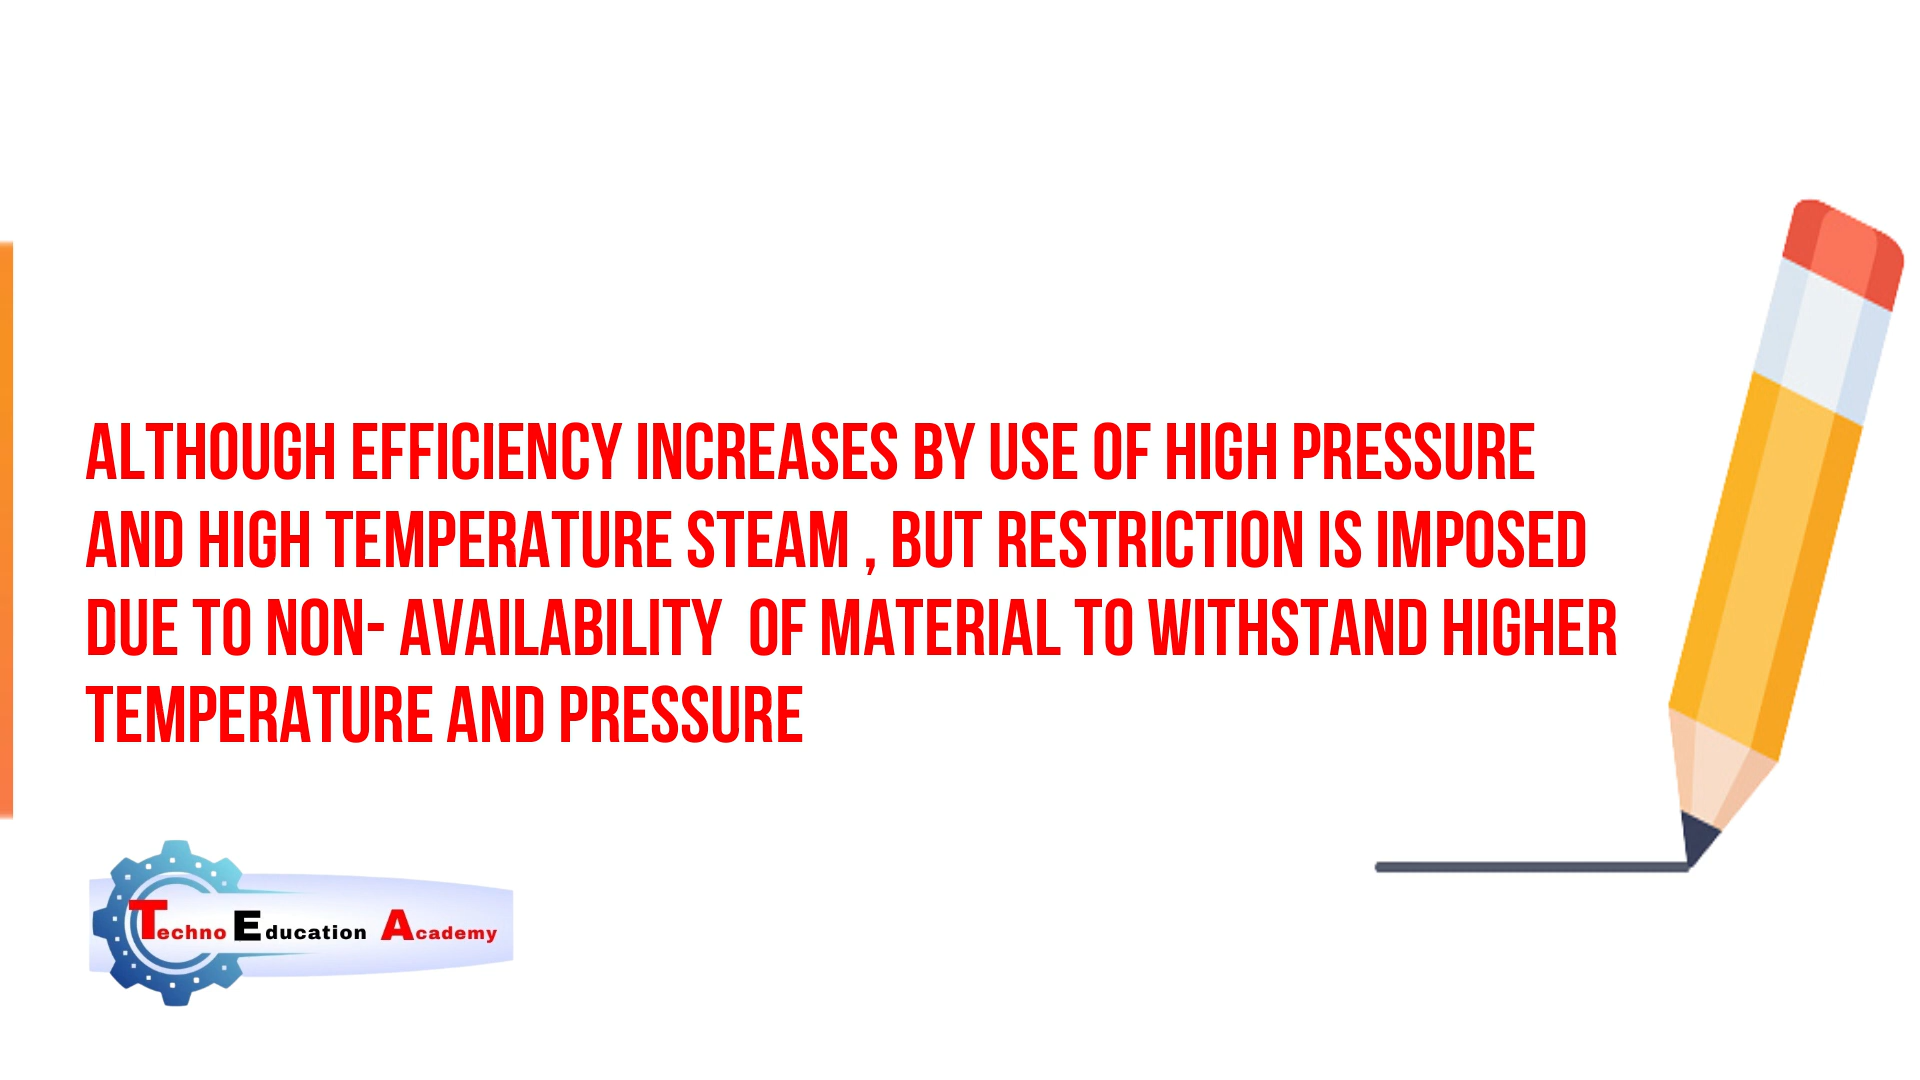 ALTHOUGH EFFICIENCY INCREASES BY USE OF HIGH PRESSURE
AND HIGH TEMPERATURE STEAM , BUT RESTRICTION IS IMPOSED
DUE TO NON- AVAILABILITY OF MATERIAL TO WITHSTAND HIGHER
TEMPERATURE AND PRESSURE
Techno Education Academy